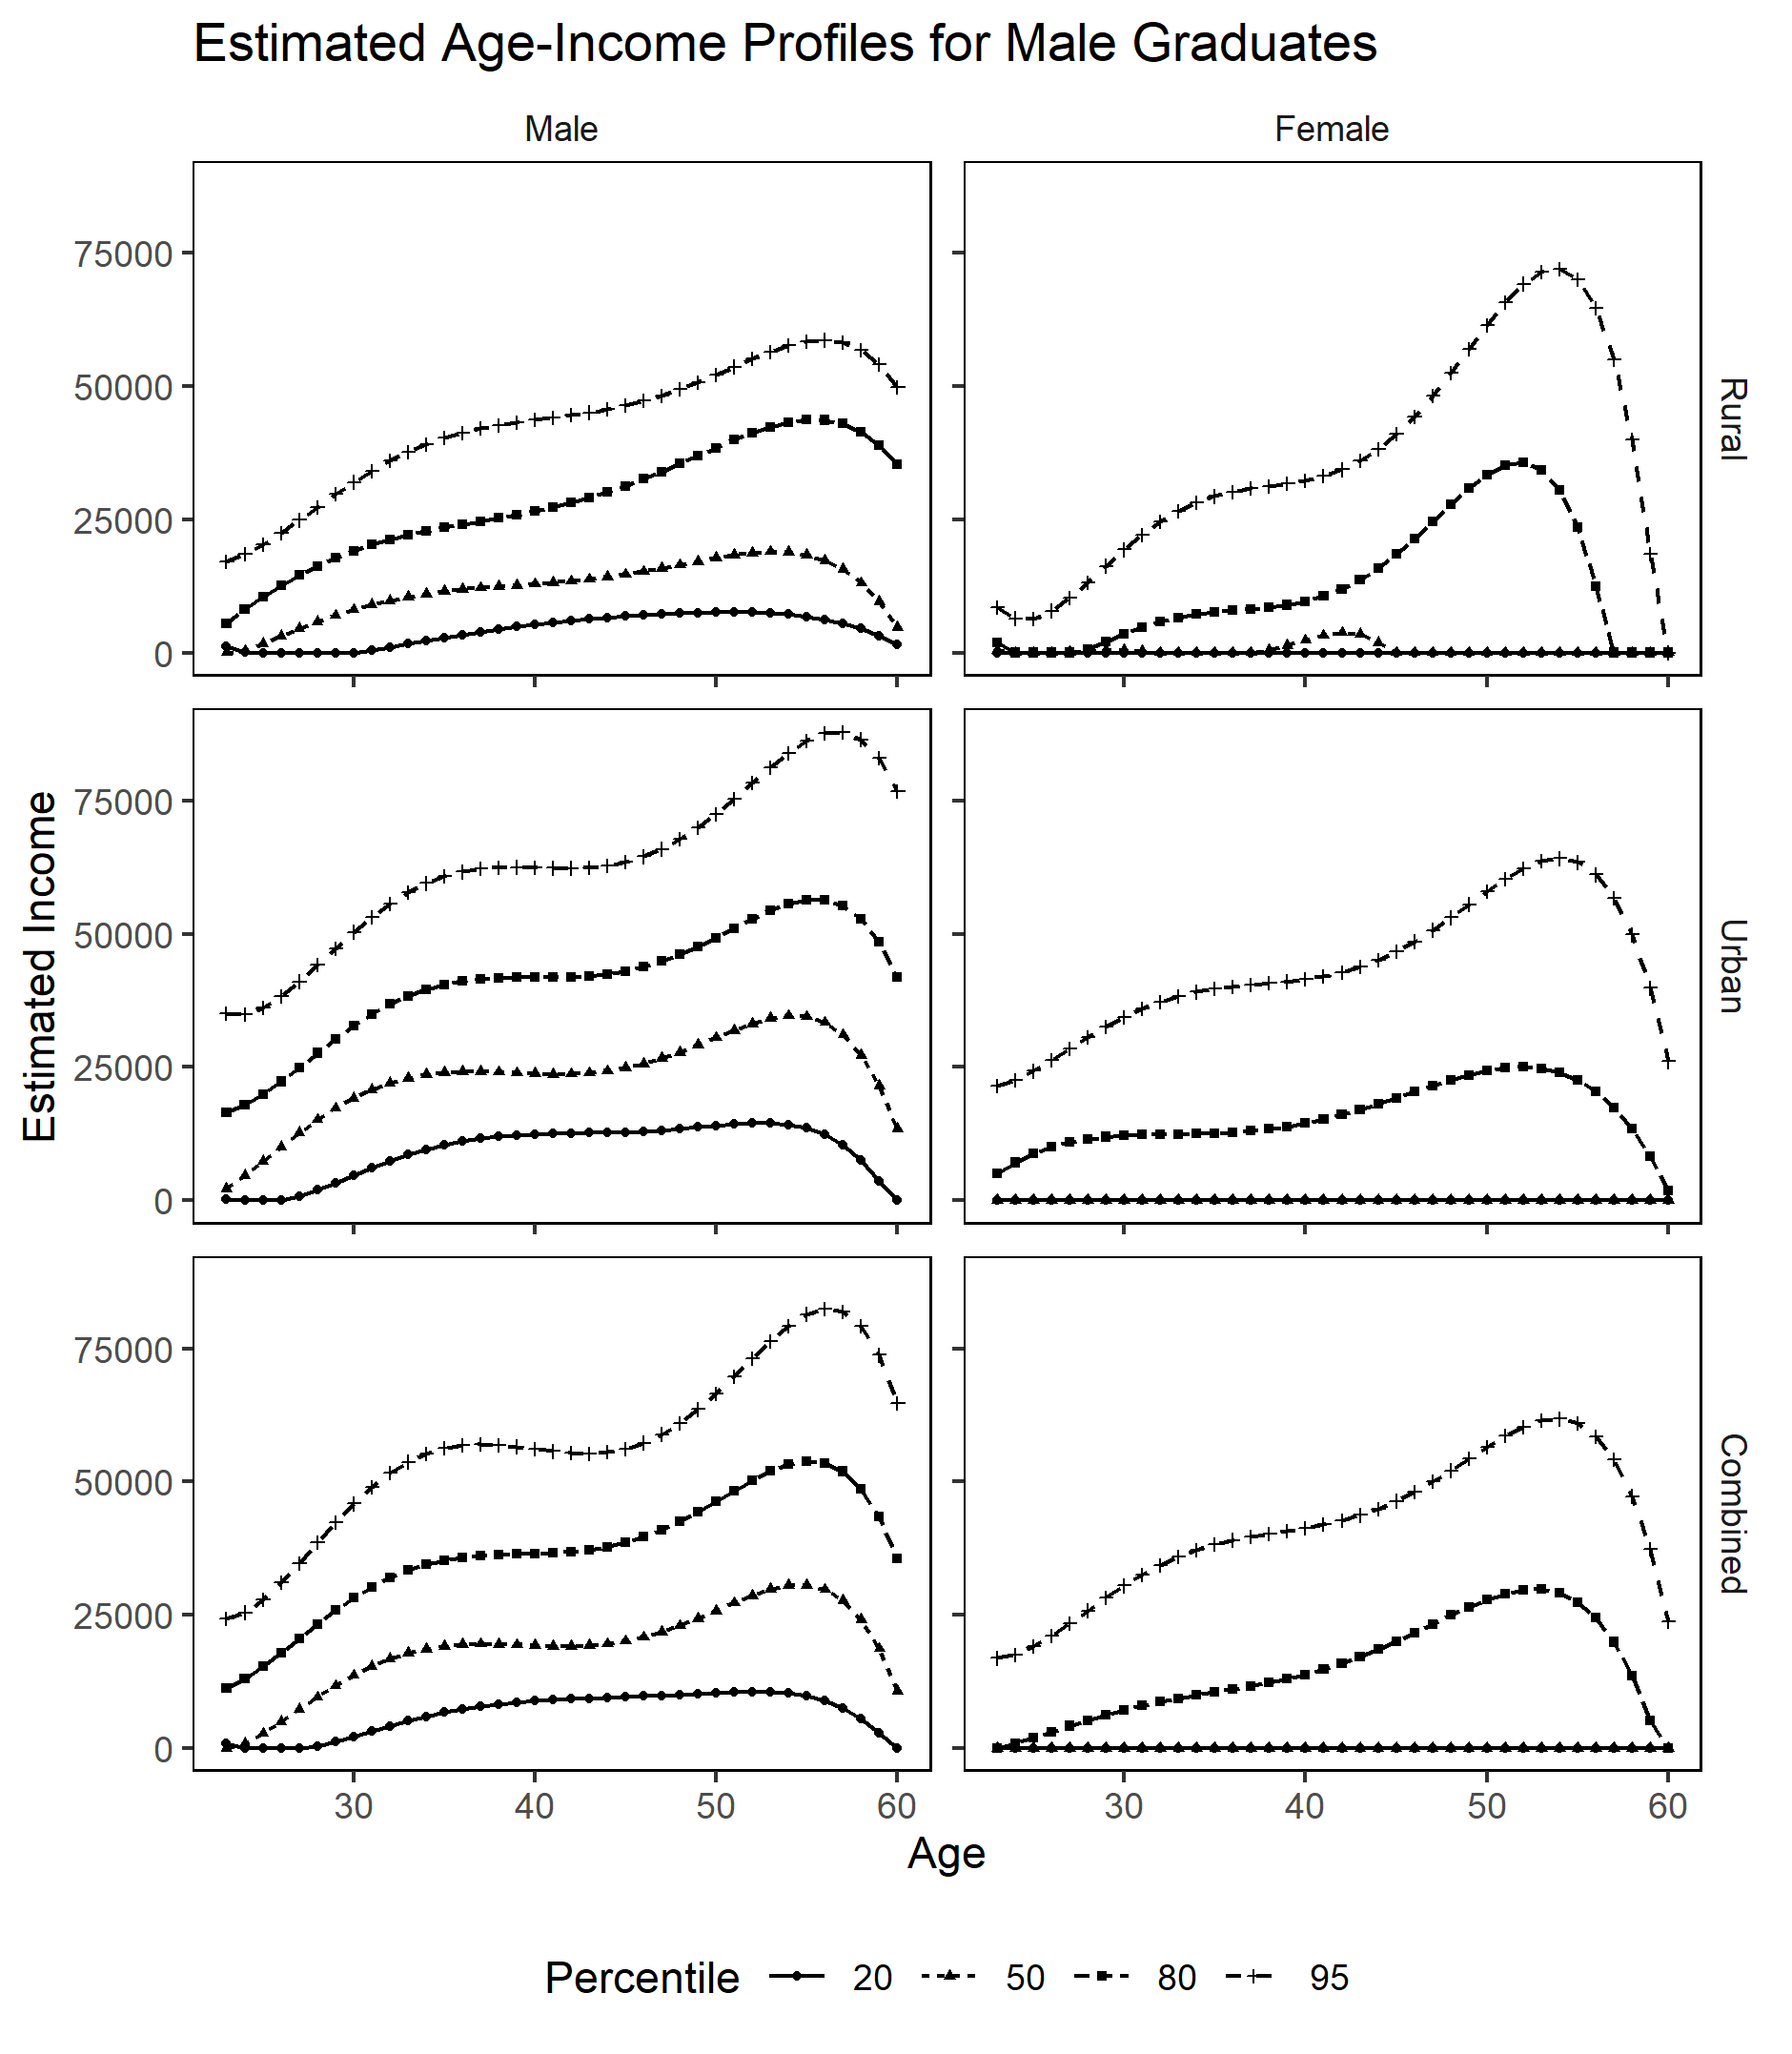 Estimated Age-Income Profiles for Male Graduates
Male
Female
75000
50000
25000
0
Rural
75000
50000
25000
0
Urban
75000
50000
25000
0
Combined
Estimated Income
30 40 50 60
30 40 50 60
Age
Percentile 20 50 80 95